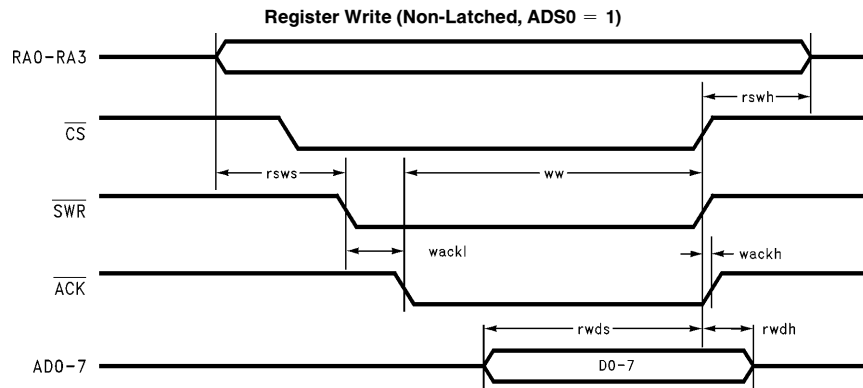 Register Write (Non-Latched, ADS0 = 1)
RA0-RA3
rswh
CS
rsws
ww
SWR
wackl
wackh
ACK
rwds
rwdh
AD0-7
D0-7